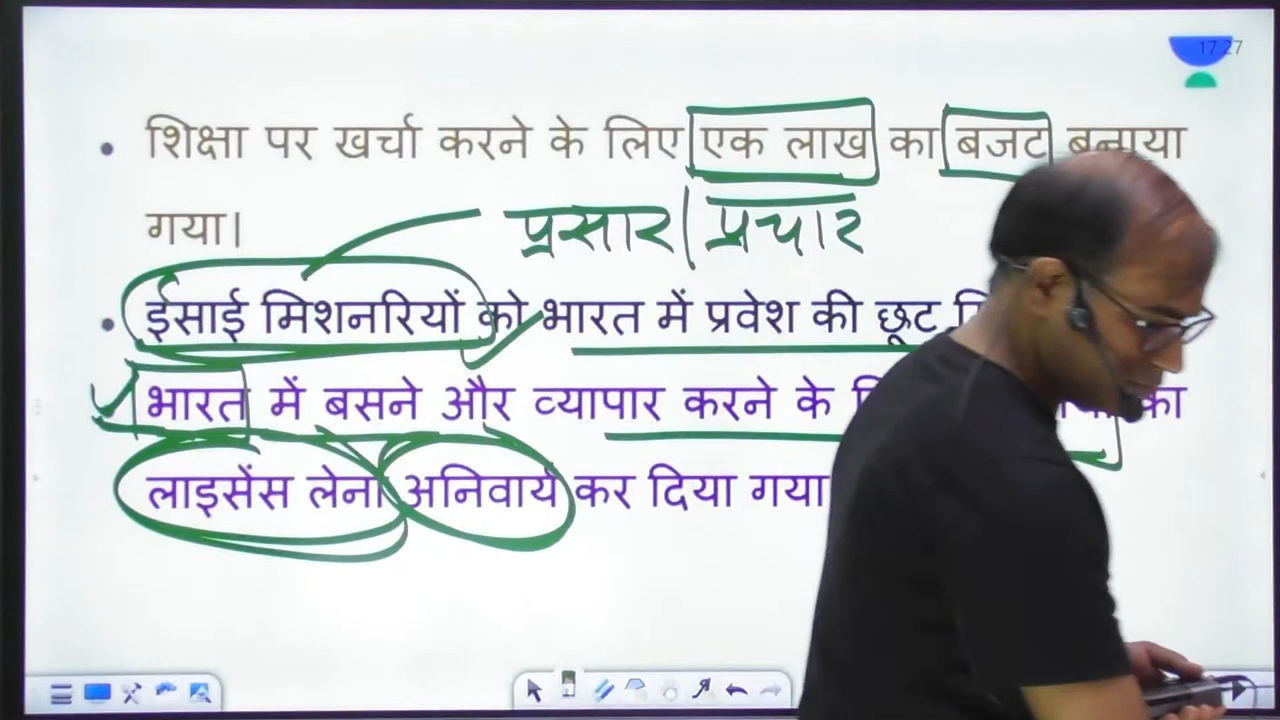 17:27
• शिक्षा पर खर्चा करने के लिए एक लाख का बजट बनाया
गया।
प्रसार | प्रचार
• ईसाई मिशनरियों को भारत में प्रवेश की छूट
भारत में बसने और व्यापार करने के का
लाइसेंस लेना अनिवार्य कर दिया गया